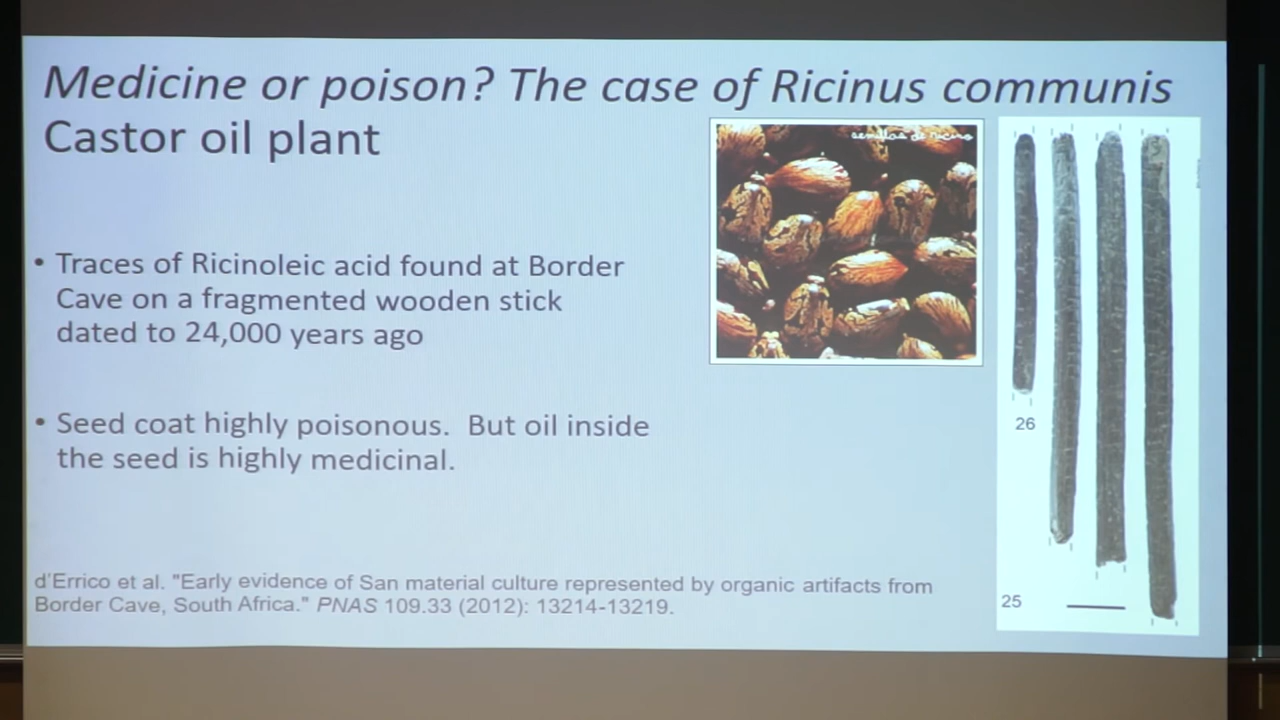 Medicine or poison? The case of Ricinus communis
Castor oil plant
semillas de ricino
• Traces of Ricinoleic acid found at Border
Cave on a fragmented wooden stick
dated to 24,000 years ago
• Seed coat highly poisonous. But oil inside
the seed is highly medicinal.
26
25
d'Errico et al. "Early evidence of San material culture represented by organic artifacts from
Border Cave, South Africa." PNAS 109.33 (2012): 13214-13219.